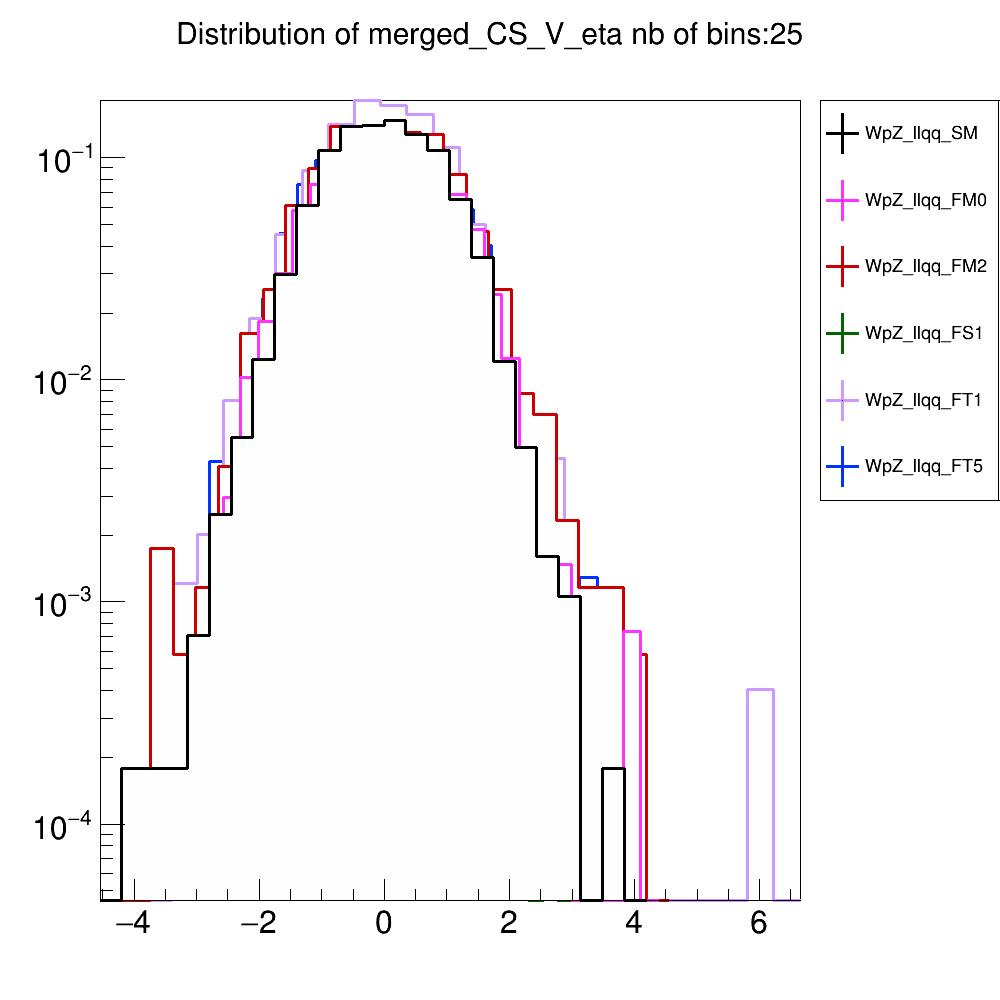 Distribution of merged_CS_V_eta nb of bins:25
10⁻¹
10⁻²
10⁻³
10⁻⁴
−4 −2 0 2 4 6
WpZ_llqq_SM
WpZ_llqq_FM0
WpZ_llqq_FM2
WpZ_llqq_FS1
WpZ_llqq_FT1
WpZ_llqq_FT5